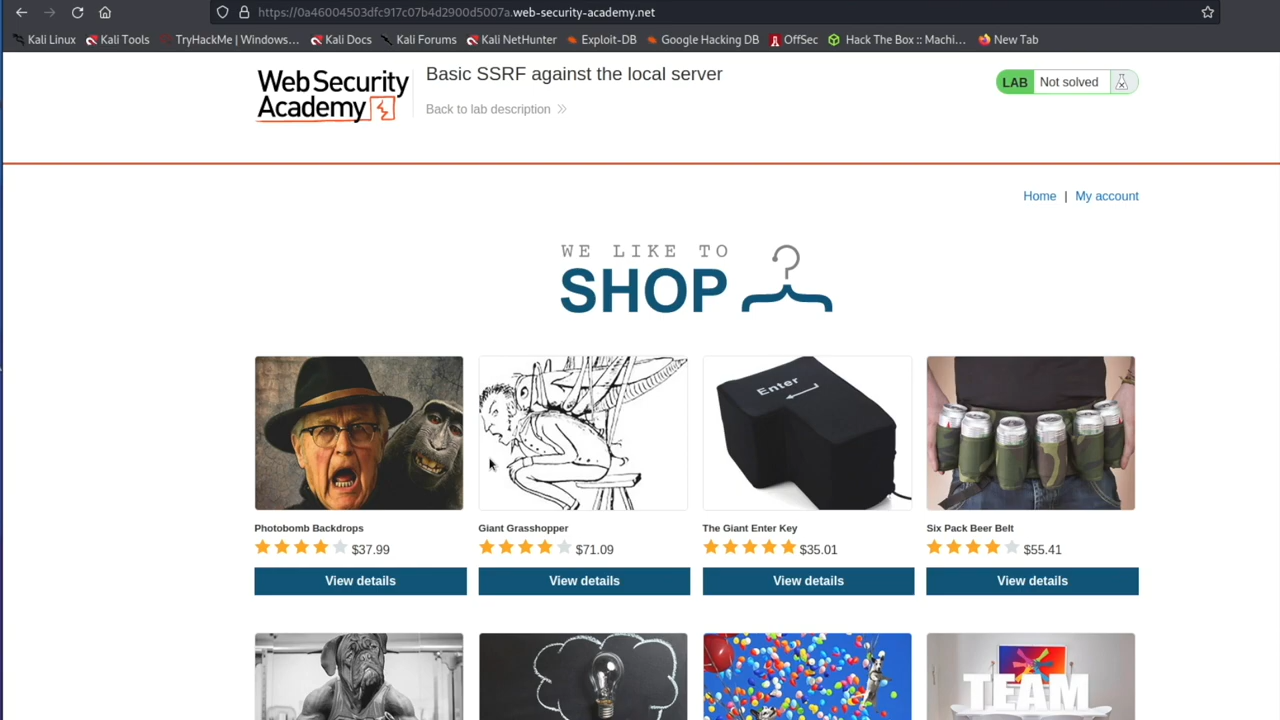 https://0a46004503dfc917c07b4d2900d5007a.web-security-academy.net
Kali Linux Kali Tools TryHackMe | Windows... Kali Docs Kali Forums Kali NetHunter Exploit-DB Google Hacking DB OffSec Hack The Box :: Machi... New Tab
Web Security
Academy
Basic SSRF against the local server
Back to lab description
LAB Not solved
Home | My account
WE LIKE TO
SHOP
Enter
Photobomb Backdrops
$37.99
View details
Giant Grasshopper
$71.09
View details
The Giant Enter Key
$35.01
View details
Six Pack Beer Belt
$55.41
View details
TEAM